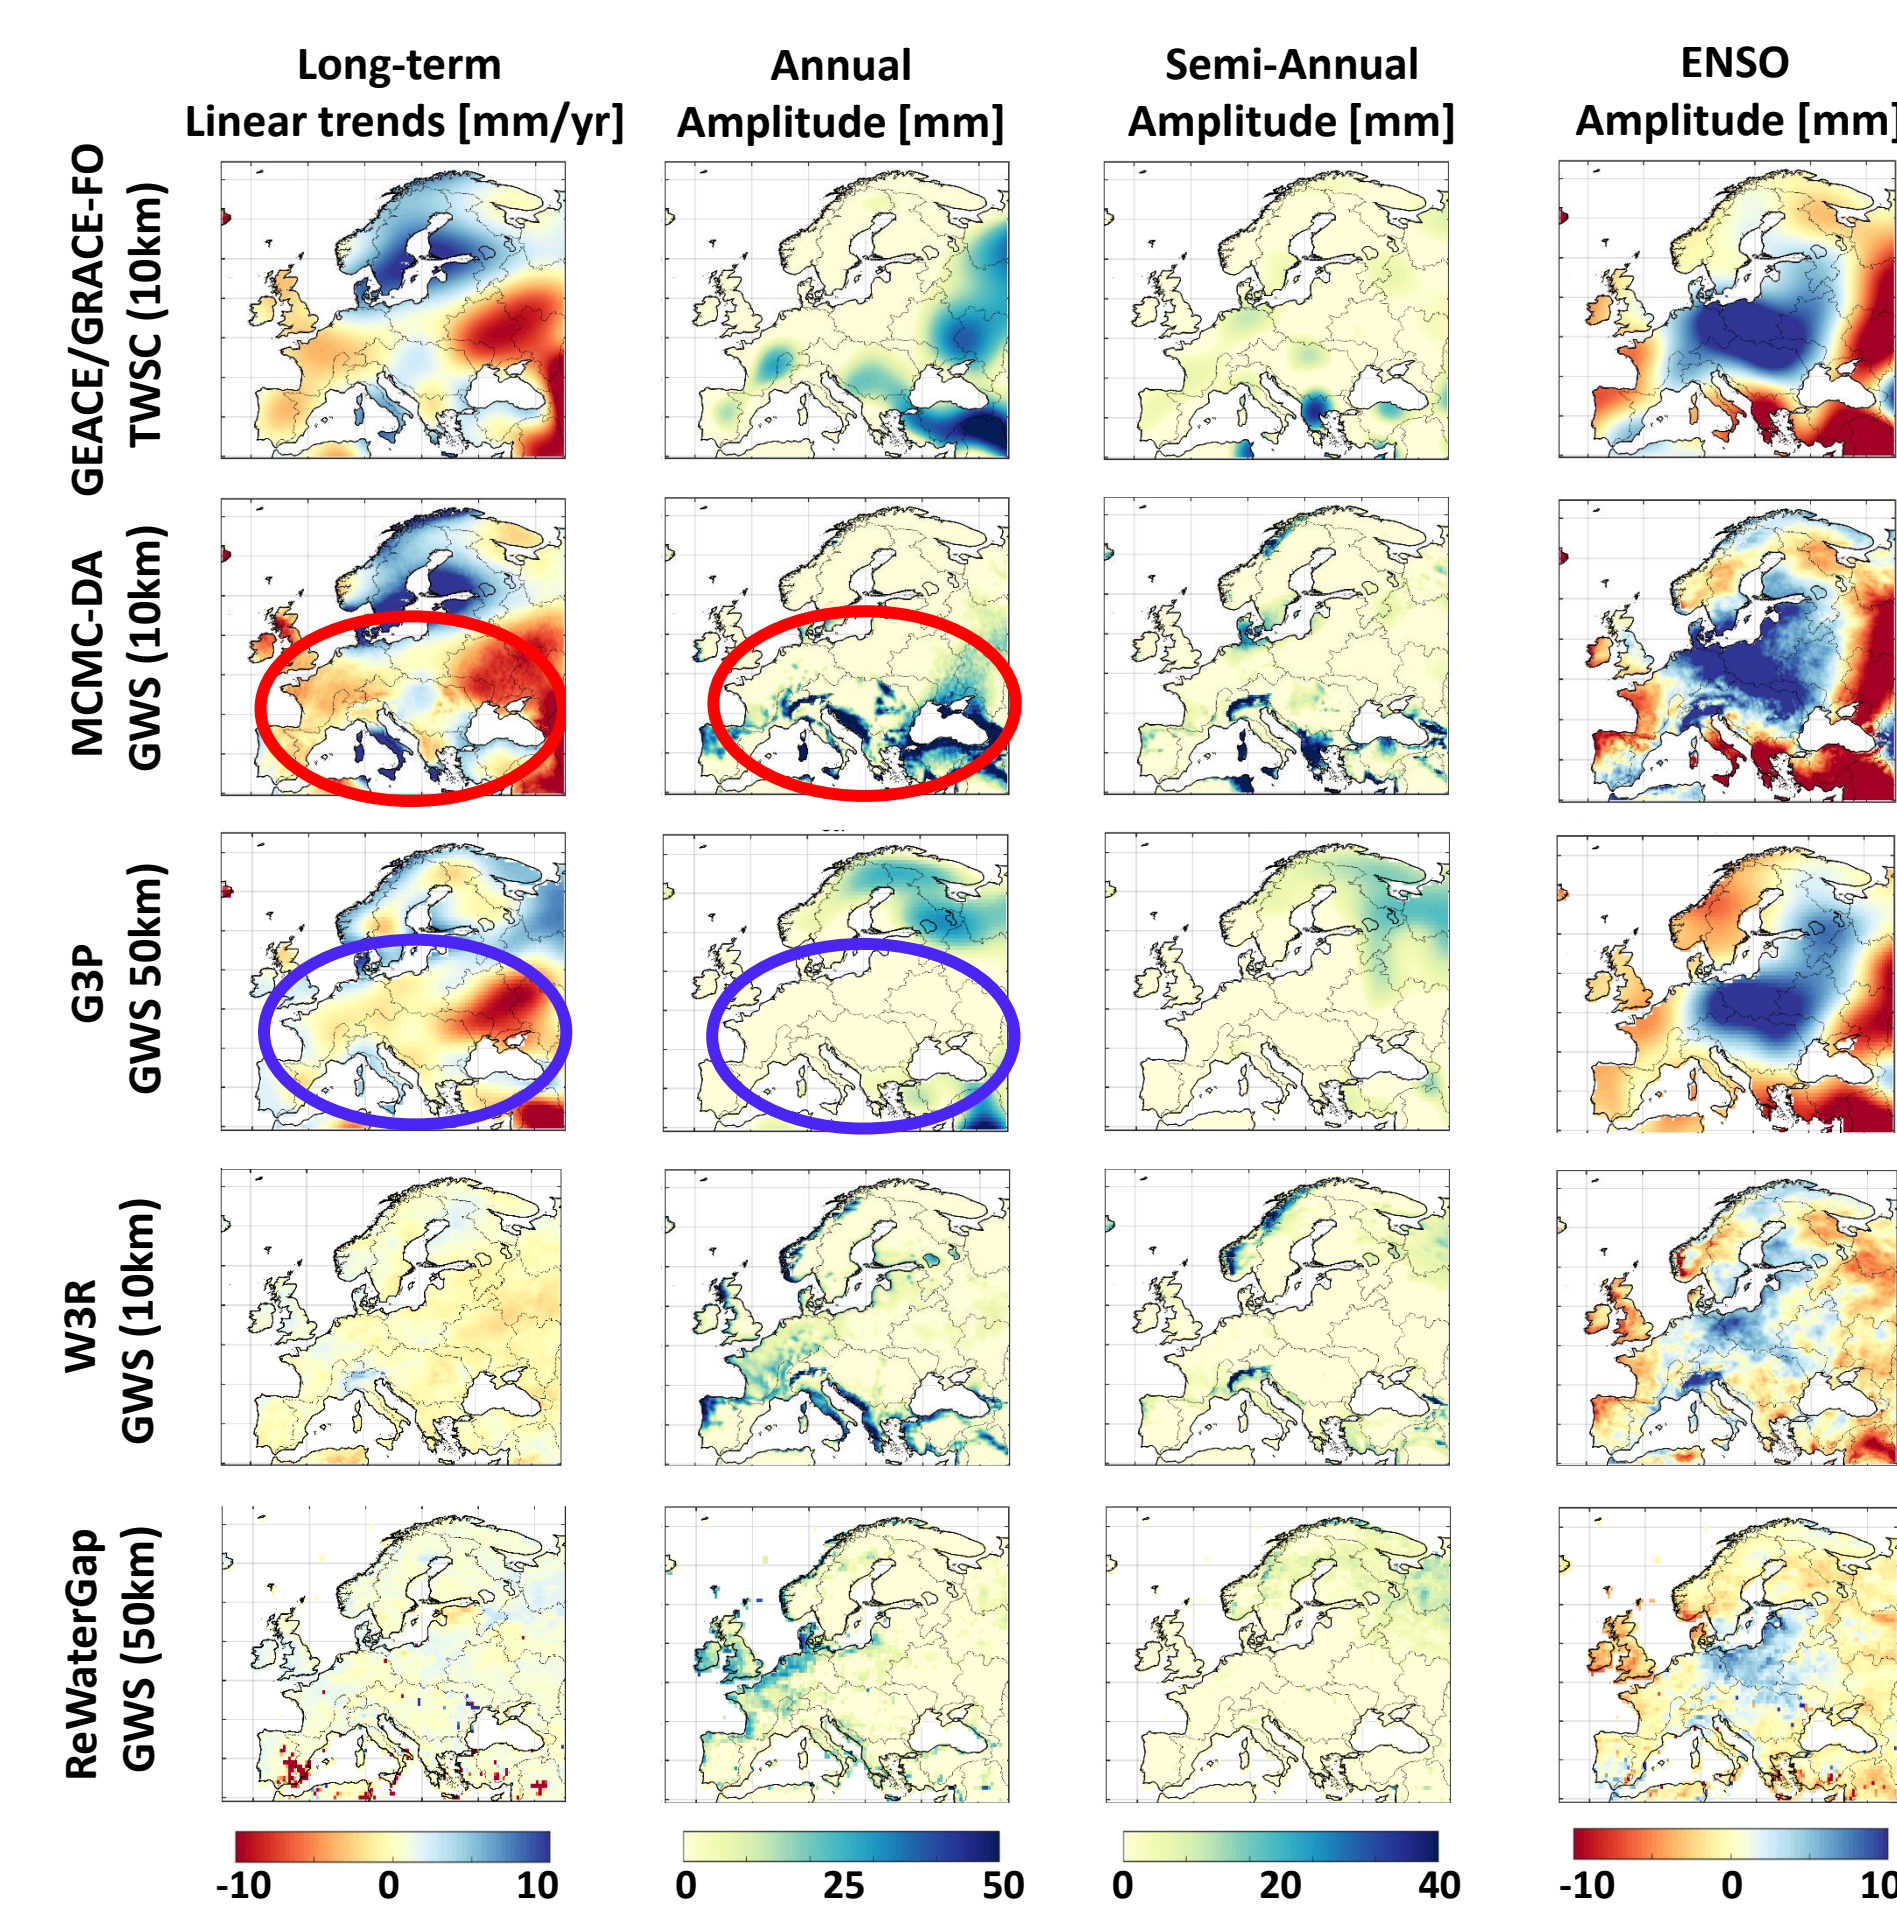 Long-term
Linear trends [mm/yr]
Annual
Amplitude [mm]
Semi-Annual
Amplitude [mm]
ENSO
Amplitude [mm]
GEACE/GRACE-FO
TWSC (10km)
MCMC-DA
GWS (10km)
G3P
GWS 50km)
W3R
GWS (10km)
ReWaterGap
GWS (50km)
-10 0 10
0 25 50
0 20 40
-10 0 10